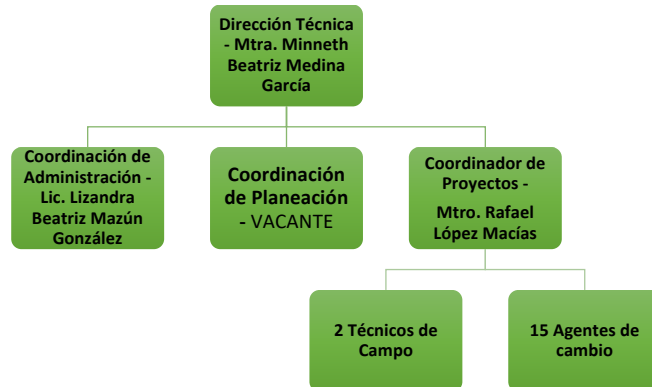 Dirección Técnica
- Mtra. Minneth
Beatriz Medina
García
Coordinación de
Administración -
Lic. Lizandra
Beatriz Mazún
González
Coordinación
de Planeación
- VACANTE
Coordinador de
Proyectos -
Mtro. Rafael
López Macías
2 Técnicos de
Campo
15 Agentes de
cambio